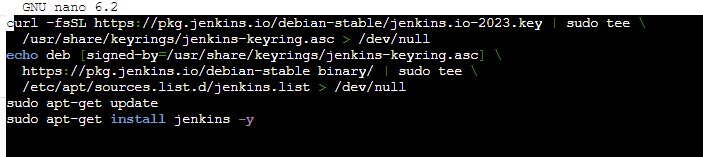 GNU nano 6.2
curl -fsSL https://pkg.jenkins.io/debian-stable/jenkins.io-2023.key | sudo tee \
/usr/share/keyrings/jenkins-keyring.asc > /dev/null
echo deb [signed-by=/usr/share/keyrings/jenkins-keyring.asc] \
https://pkg.jenkins.io/debian-stable binary/ | sudo tee \
/etc/apt/sources.list.d/jenkins.list > /dev/null
sudo apt-get update
sudo apt-get install jenkins -y